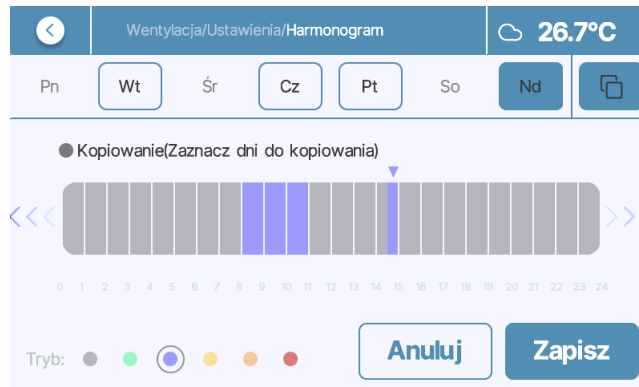 Wentylacja/Ustawienia/Harmonogram 26.7°C
Pn Wt Śr Cz Pt So Nd
Kopiowanie(Zaznacz dni do kopiowania)
0 1 2 3 4 5 6 7 8 9 10 11 12 13 14 15 16 17 18 19 20 21 22 23 24
Tryb: Anuluj Zapisz